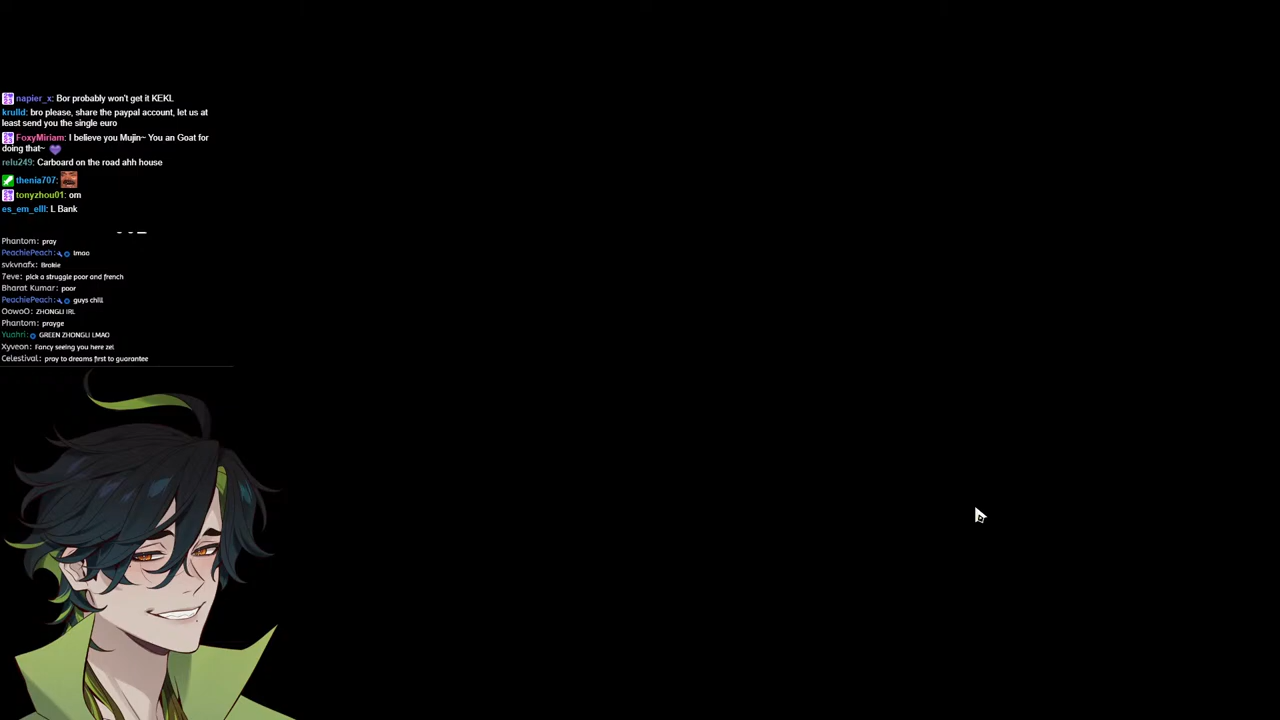 napier_x: Bor probably won't get it KEKL
krulld: bro please, share the paypal account, let us at
least send you the single euro
FoxyMiriam: I believe you Mujin~ You an Goat for
doing that~
relu249: Carboard on the road ahh house
thenia707:
tonyzhou01: om
es_em_elll: L Bank
Phantom: pray
PeachiePeach: lmao
svkvnafx: Brokie
7eve: pick a struggle poor and french
Bharat Kumar: poor
PeachiePeach: guys chill
OowoO: ZHONGLI IRL
Phantom: prayge
Yuahri: GREEN ZHONGLI LMAO
Xyveon: Fancy seeing you here zel
Celestival: pray to dreams first to guarantee